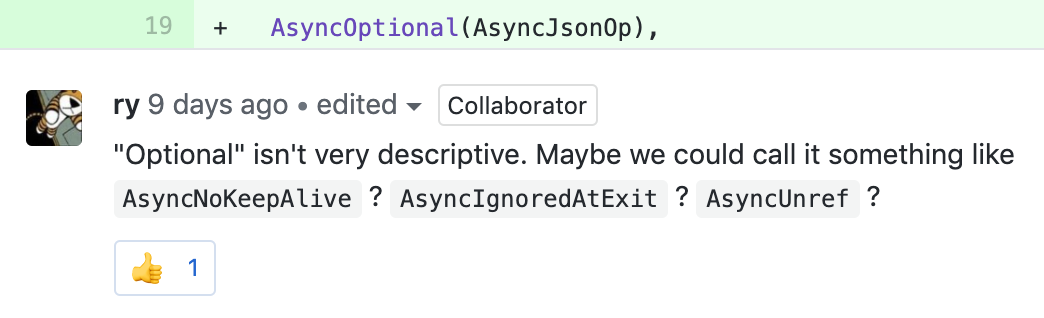 19 + AsyncOptional(AsyncJsonOp),
ry 9 days ago • edited Collaborator
"Optional" isn't very descriptive. Maybe we could call it something like
AsyncNoKeepAlive ? AsyncIgnoredAtExit ? AsyncUnref ?
👍 1